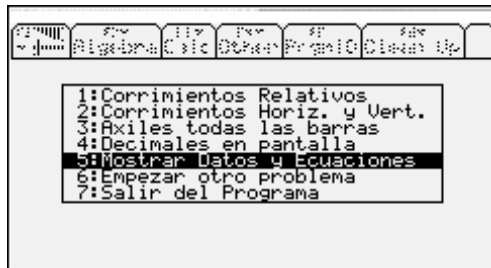 Algebra Calc Other PrgmIO Clean Up
1:Corrimientos Relativos
2:Corrimientos Horiz. y Vert.
3:Axiles todas las barras
4:Decimales en pantalla
5:Mostrar Datos y Ecuaciones
6:Empezar otro problema
7:Salir del Programa